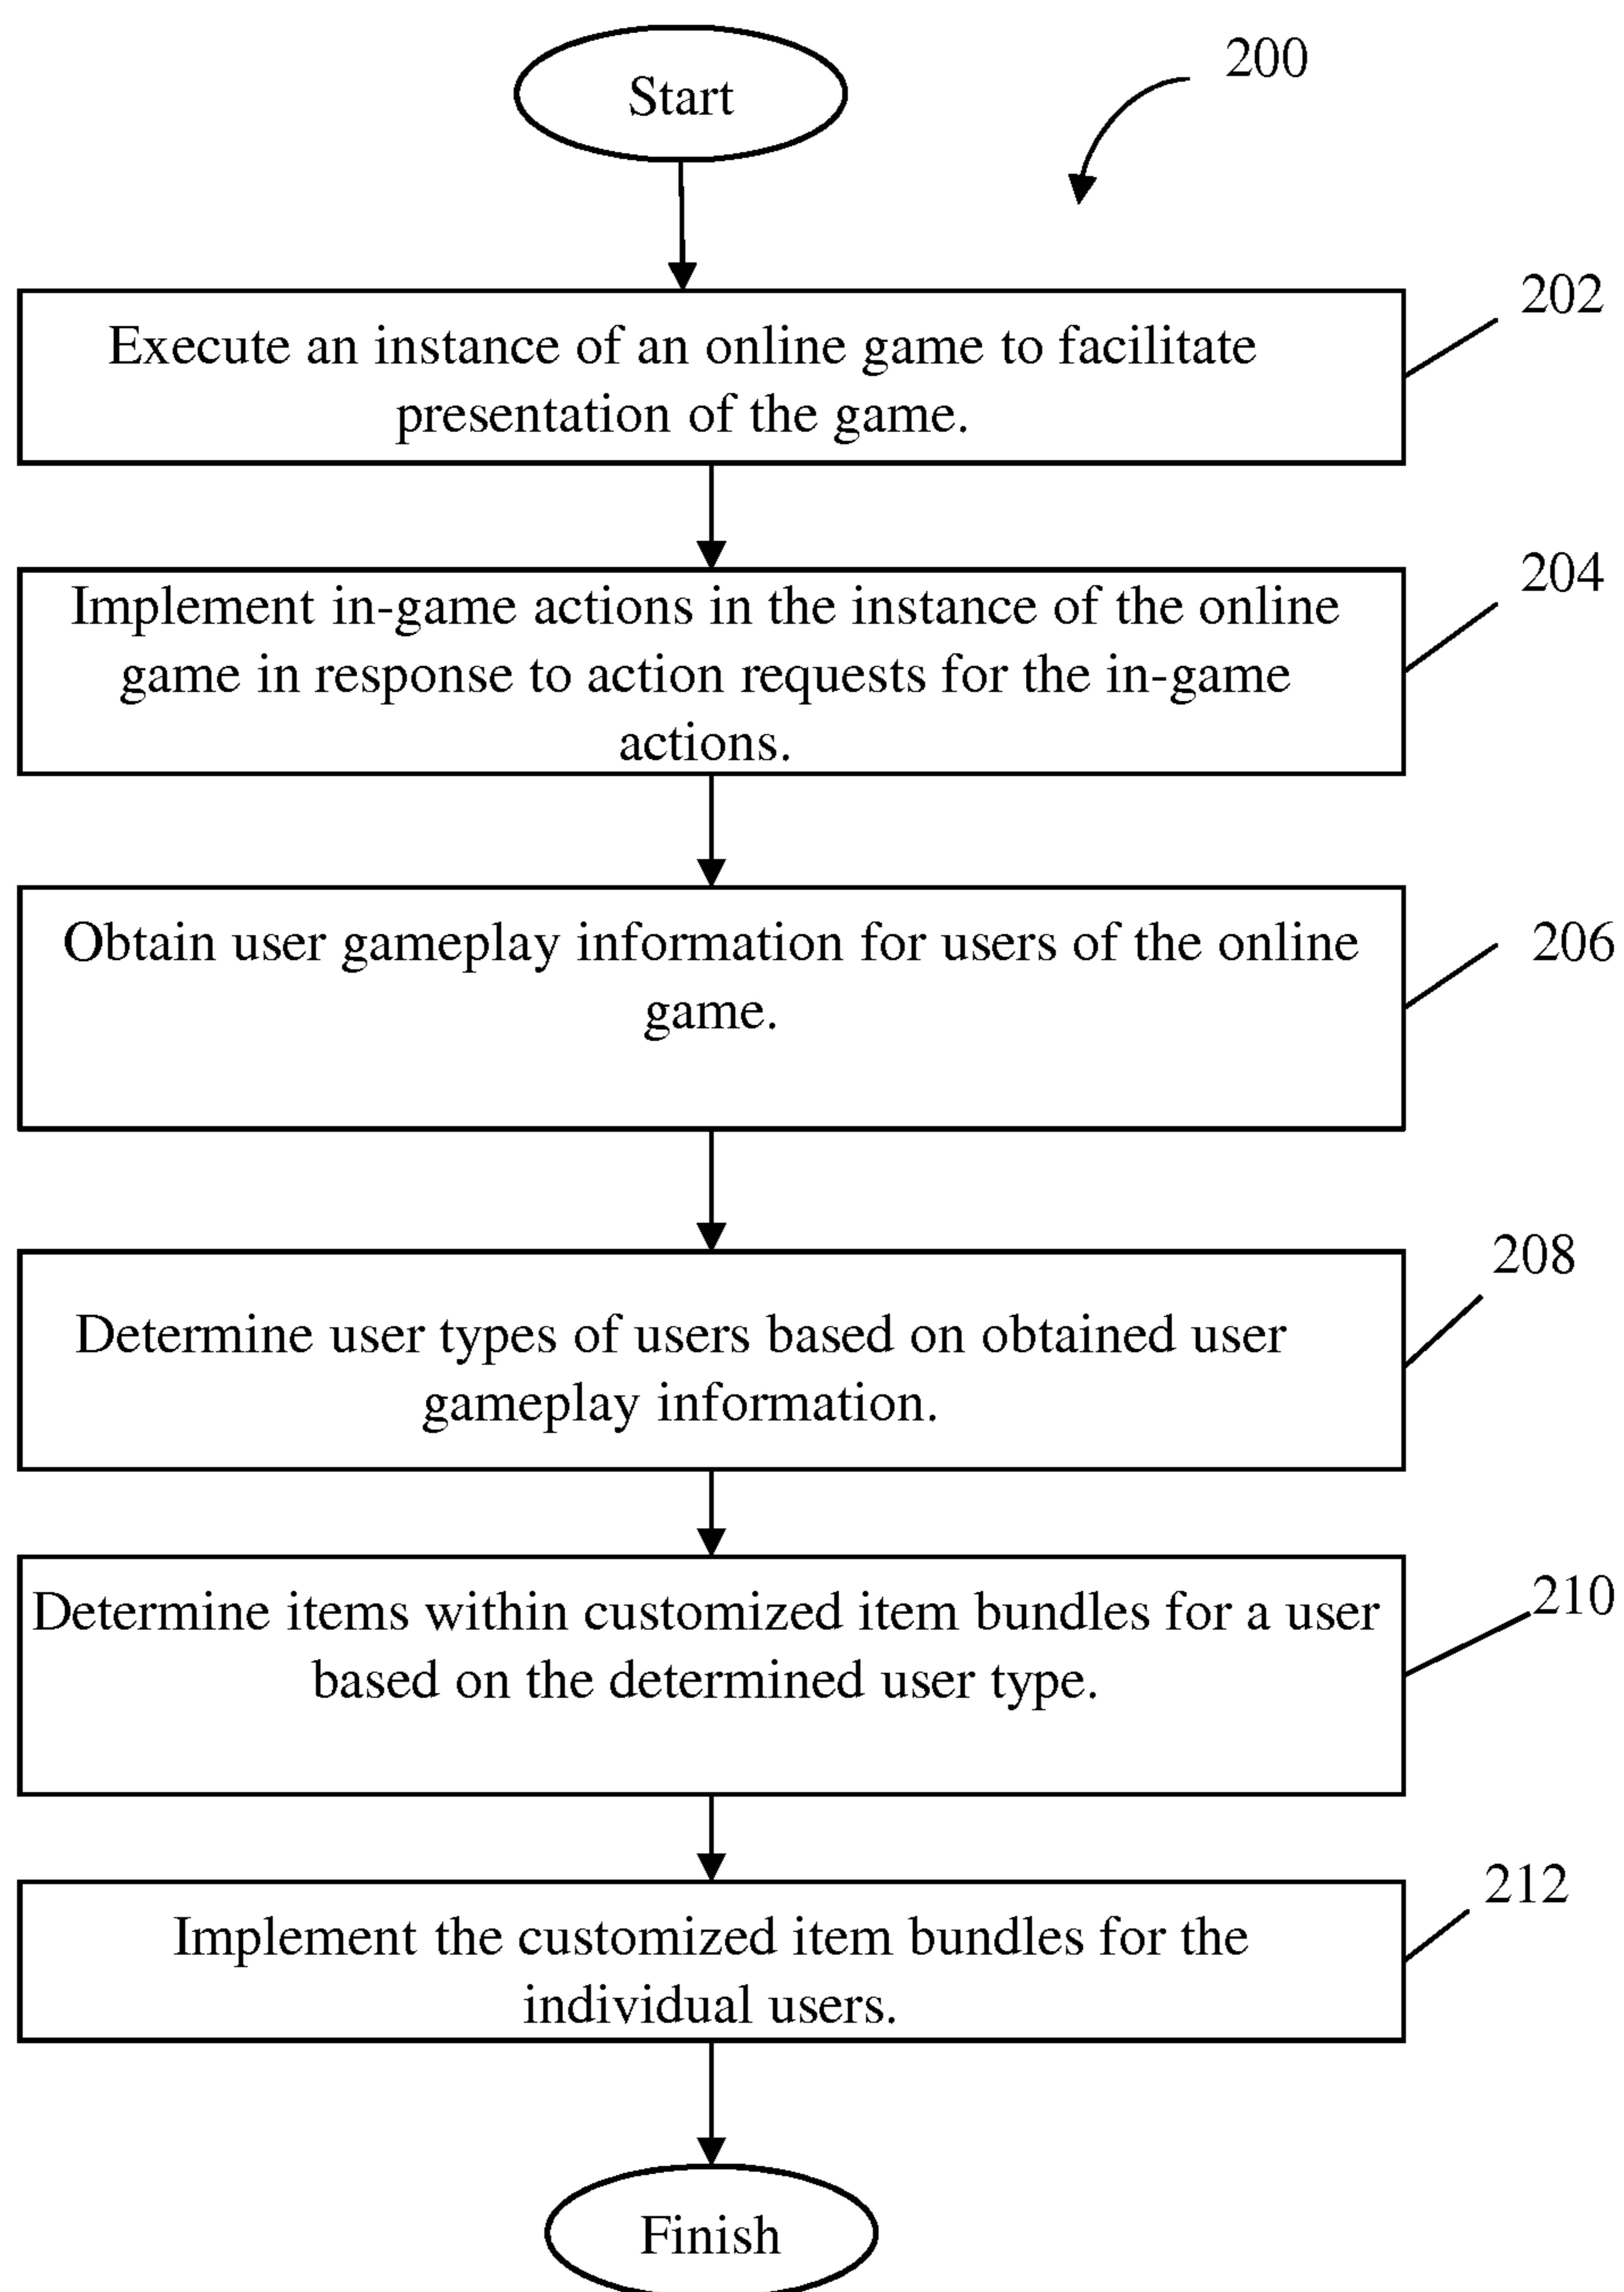 Start
200
Execute an instance of an online game to facilitate
presentation of the game.
202
Implement in-game actions in the instance of the online
game in response to action requests for the in-game
actions.
204
Obtain user gameplay information for users of the online
game.
206
Determine user types of users based on obtained user
gameplay information.
208
Determine items within customized item bundles for a user
based on the determined user type.
210
Implement the customized item bundles for the
individual users.
212
Finish